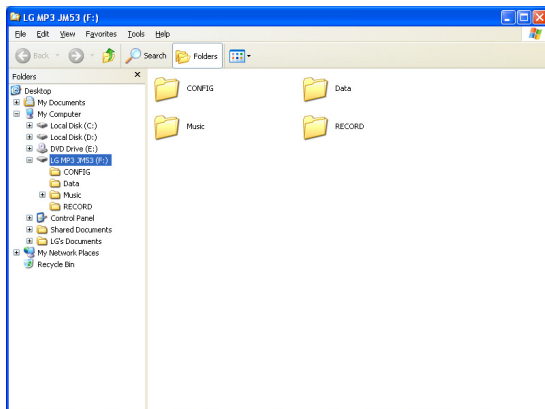 LG MP3 JM53 (F:)
File Edit View Favorites Tools Help
Back Search Folders
Folders
Desktop
My Documents
My Computer
Local Disk (C:)
Local Disk (D:)
DVD Drive (E:)
LG MP3 JM53 (F:)
CONFIG
Data
Music
RECORD
Control Panel
Shared Documents
LG's Documents
My Network Places
Recycle Bin
CONFIG Data
Music RECORD